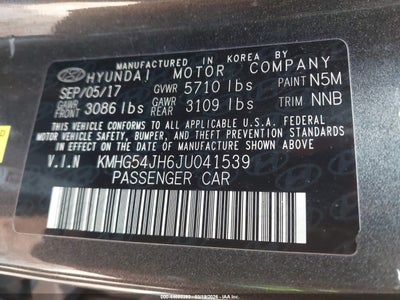 MANUFACTURED IN KOREA BY
HYUNDAI MOTOR COMPANY
SEP/05/17 GVWR 5710 lbs PAINT N5M
GAWR FRONT 3086 lbs GAWR REAR 3109 lbs TRIM NNB
THIS VEHICLE CONFORMS TO ALL APPLICABLE U.S.A. FEDERAL
MOTOR VEHICLE SAFETY, BUMPER, AND THEFT PREVENTION STANDARDS
IN EFFECT ON THE DATE OF MANUFACTURE SHOWN ABOVE.
V.I.N KMHG54JH6JU041539
PASSENGER CAR